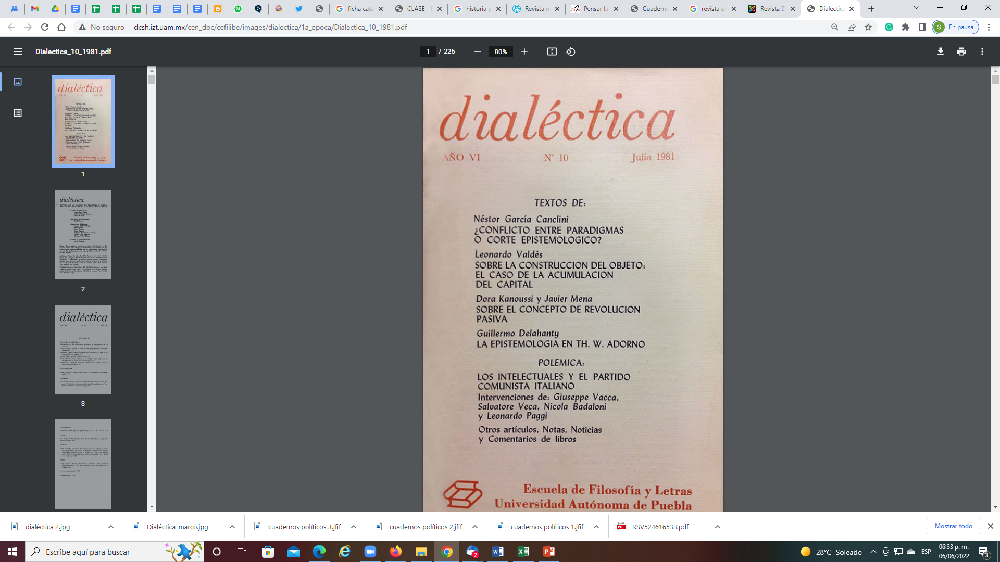 ficha cata
CLASE - F
historia y
Revista m
Pensar la
Cuaderno
revista di
Revista D
Dialectica
No seguro
dcsh.izt.uam.mx/cen_doc/cefilibe/images/dialectica/1a_epoca/Dialectica_10_1981.pdf
S En pausa
Dialectica_10_1981.pdf
1 / 225
80%
dialéctica
AÑO VI Nº 10 Julio 1981
TEXTOS DE:
Néstor García Canclini
¿CONFLICTO ENTRE PARADIGMAS
O CORTE EPISTEMOLOGICO?
Leonardo Valdés
SOBRE LA CONSTRUCCION DEL OBJETO:
EL CASO DE LA ACUMULACION
DEL CAPITAL
Dora Kanoussi y Javier Mena
SOBRE EL CONCEPTO DE REVOLUCION
PASIVA
Guillermo Delahanty
LA EPISTEMOLOGIA EN TH. W. ADORNO
POLEMICA:
LOS INTELECTUALES Y EL PARTIDO
COMUNISTA ITALIANO
Intervenciones de: Giuseppe Vacca,
Salvatore Veca, Nicola Badaloni
y Leonardo Paggi
Otros artículos, Notas, Noticias
y Comentarios de libros
Escuela de Filosofía y Letras
Universidad Autónoma de Puebla
dialéctica
1
dialéctica
2
dialéctica
3
dialéctica 2.jpg
Dialéctica_marco.jpg
cuadernos políticos 3.jfif
cuadernos políticos 2.jfif
cuadernos políticos 1.jfif
RSV524616533.pdf
Mostrar todo
Escribe aquí para buscar
28°C Soleado
ESP
06:33 p. m.
06/06/2022